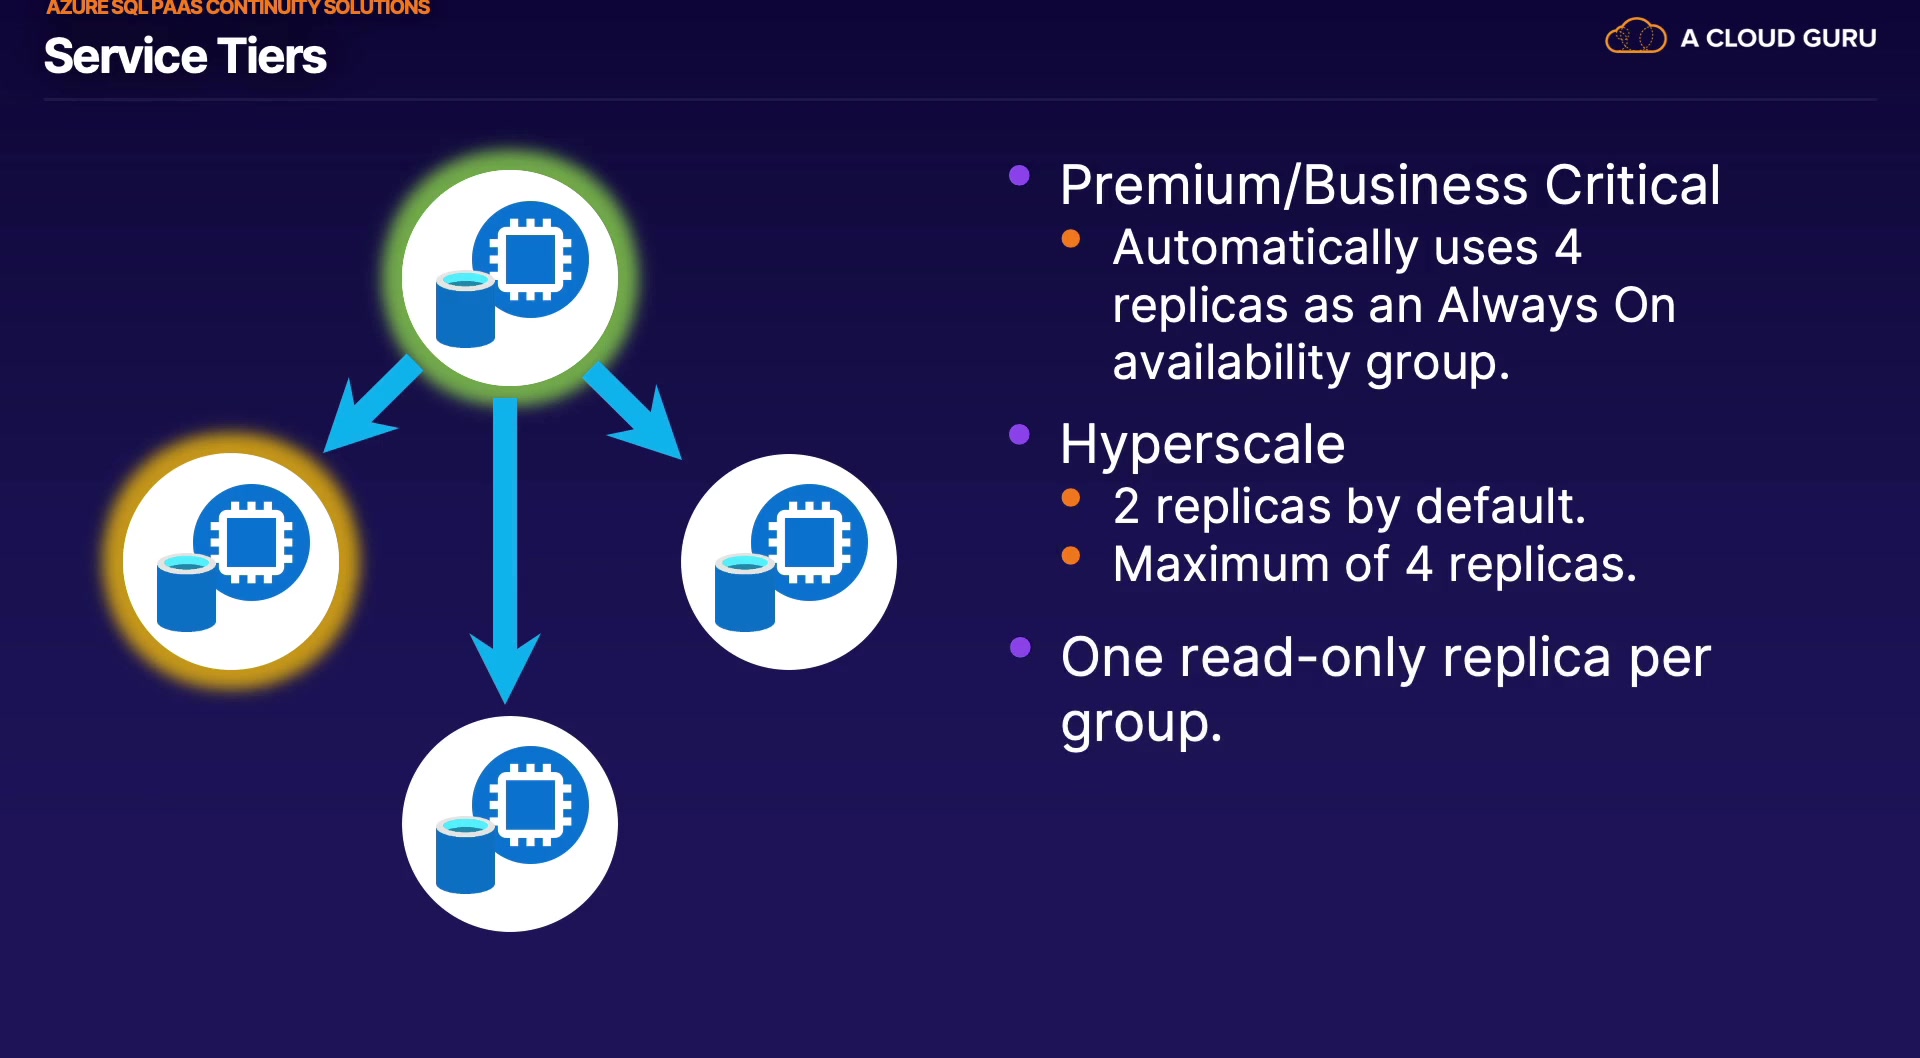 AZURE SQL PAAS CONTINUITY SOLUTIONS
Service Tiers
A CLOUD GURU
Premium/Business Critical
Automatically uses 4
replicas as an Always On
availability group.
Hyperscale
2 replicas by default.
Maximum of 4 replicas.
One read-only replica per
group.